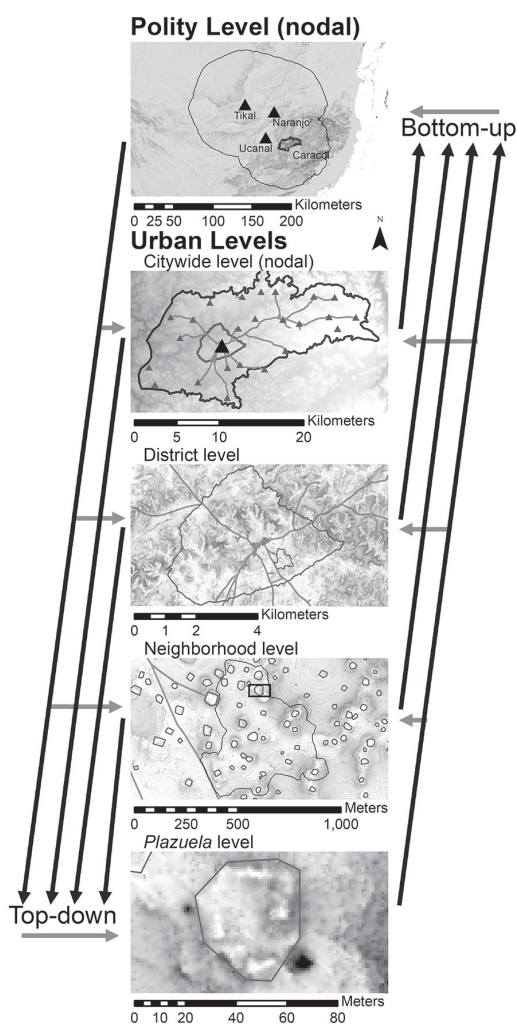 Polity Level (nodal)
Tikal
Naranjo
Ucanal
Caracol
Bottom-up
Kilometers
0 25 50 100 150 200
N
Urban Levels
Citywide level (nodal)
Kilometers
0 5 10 20
District level
Kilometers
0 1 2 4
Neighborhood level
Meters
0 250 500 1,000
Plazuela level
Top-down
Meters
0 10 20 40 60 80